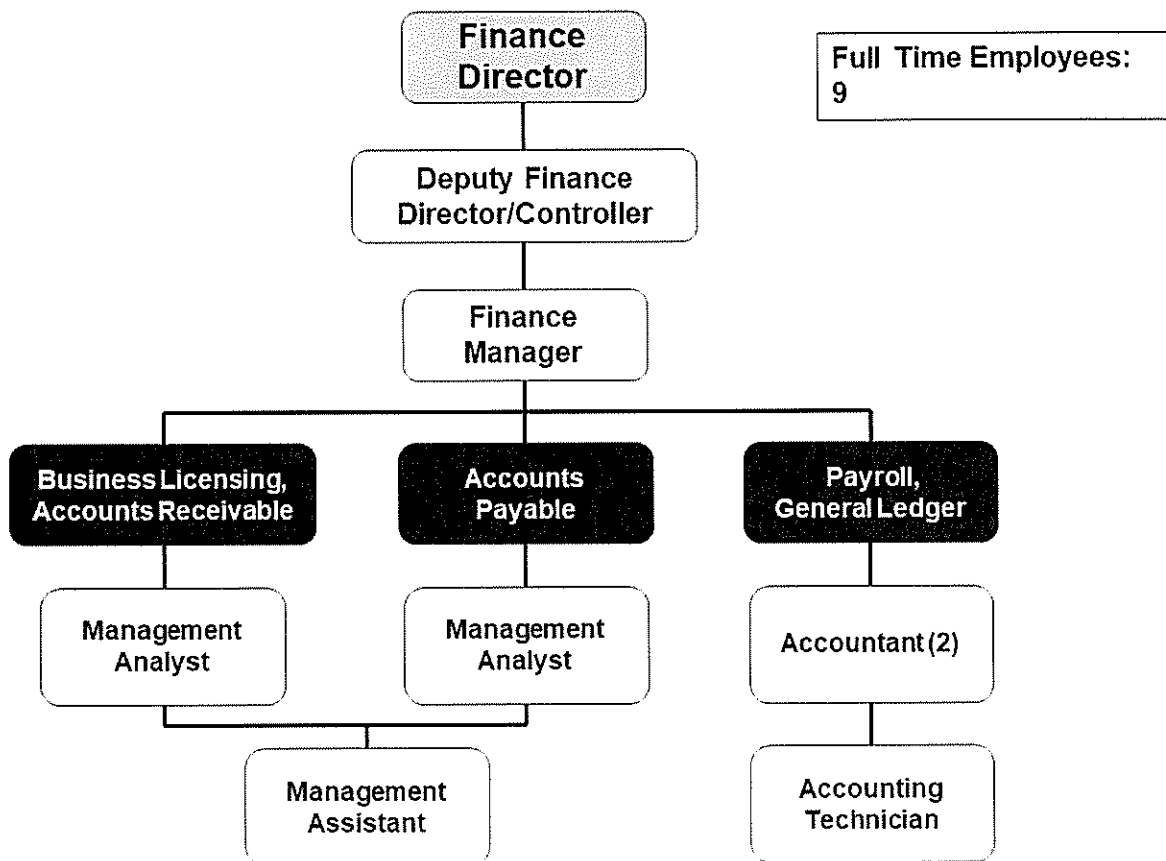 Finance
Director
Full Time Employees:
9
Deputy Finance
Director/Controller
Finance
Manager
Business Licensing,
Accounts Receivable
Accounts
Payable
Payroll,
General Ledger
Management
Analyst
Management
Analyst
Accountant (2)
Management
Assistant
Accounting
Technician